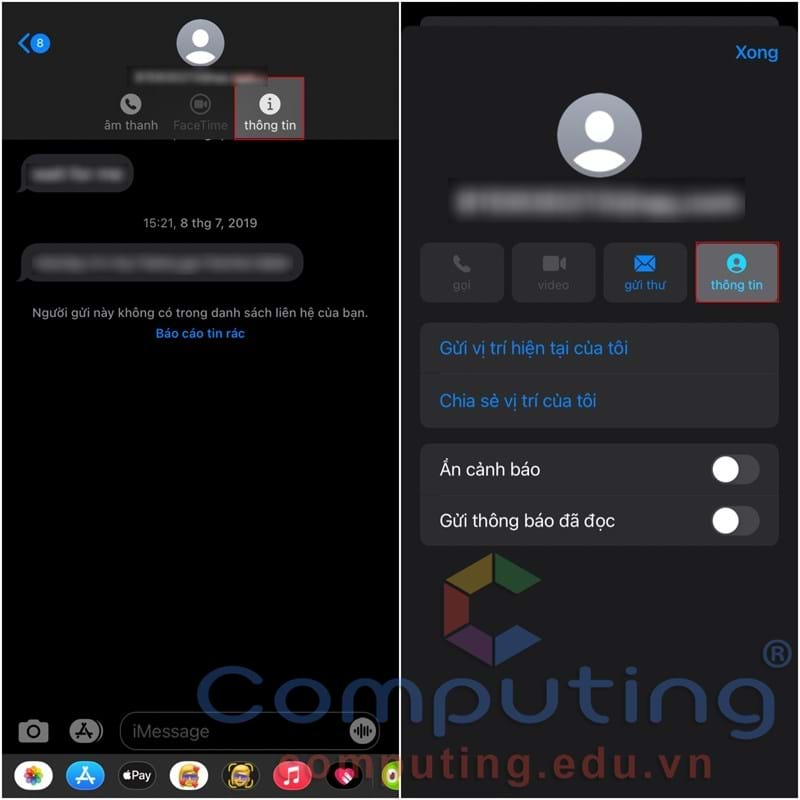 8
âm thanh
FaceTime
thông tin
15:21, 8 thg 7, 2019
Người gửi này không có trong danh sách liên hệ của bạn.
Báo cáo tin rác
iMessage
Pay
Xong
gọi
video
gửi thư
thông tin
Gửi vị trí hiện tại của tôi
Chia sẻ vị trí của tôi
Ẩn cảnh báo
Gửi thông báo đã đọc
Computing®
computing.edu.vn